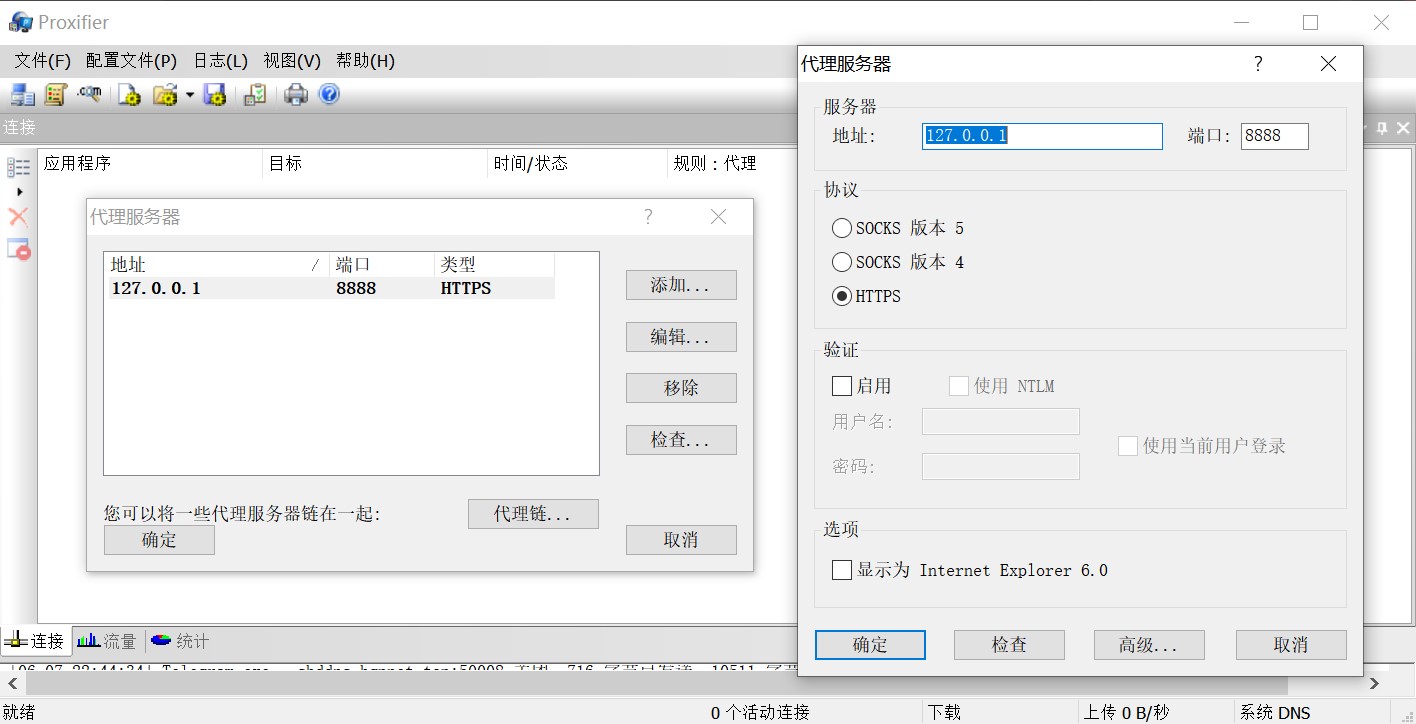 Proxifier
文件(F) 配置文件(P) 日志(L) 视图(V) 帮助(H)
连接
应用程序 目标 时间/状态 规则 : 代理
代理服务器 ?
地址 / 端口 类型
127.0.0.1 8888 HTTPS
添加...
编辑...
移除
检查...
您可以将一些代理服务器链在一起: 代理链...
确定 取消
代理服务器 ?
服务器
地址: 127.0.0.1 端口: 8888
协议
SOCKS 版本 5
SOCKS 版本 4
HTTPS
验证
启用 使用 NTLM
用户名:
使用当前用户登录
密码:
选项
显示为 Internet Explorer 6.0
确定 检查 高级... 取消
连接 流量 统计
就绪 0 个活动连接 下载 上传 0 B/秒 系统 DNS